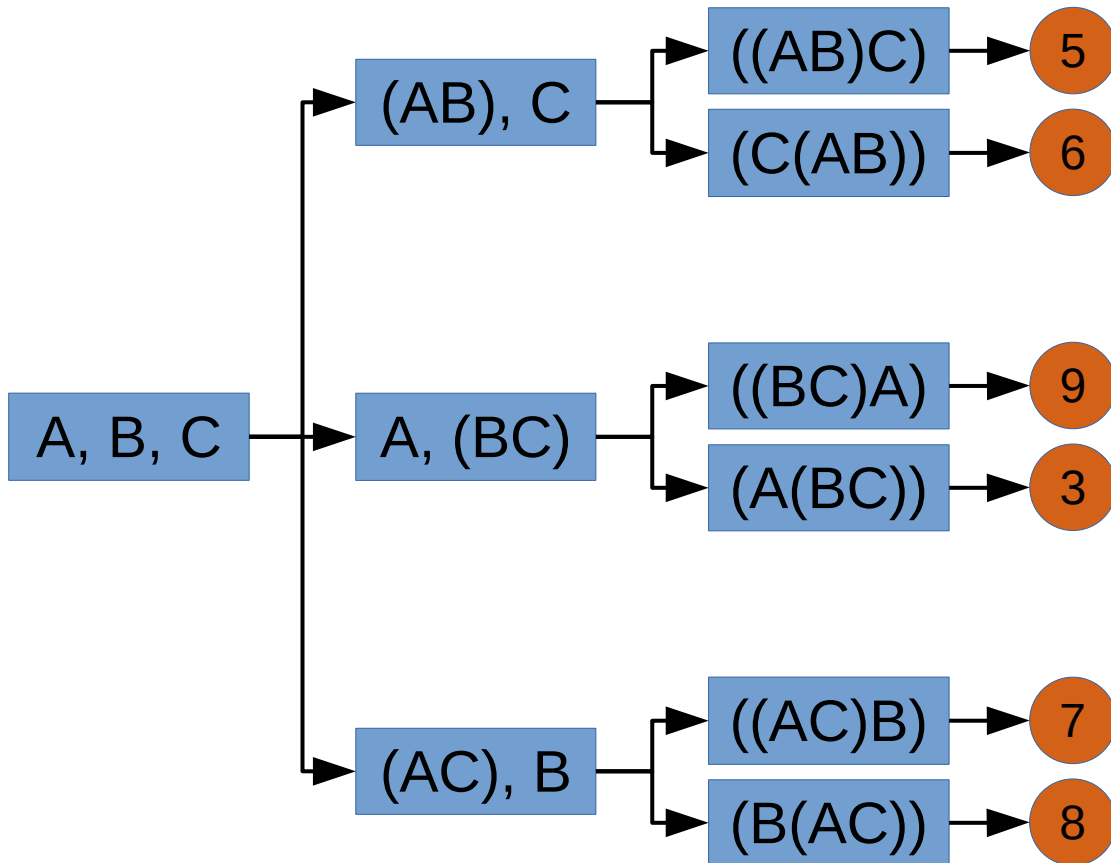 ((AB)C)
5
(AB), C
(C(AB))
6
((BC)A)
9
A, B, C
A, (BC)
(A(BC))
3
((AC)B)
7
(AC), B
(B(AC))
8